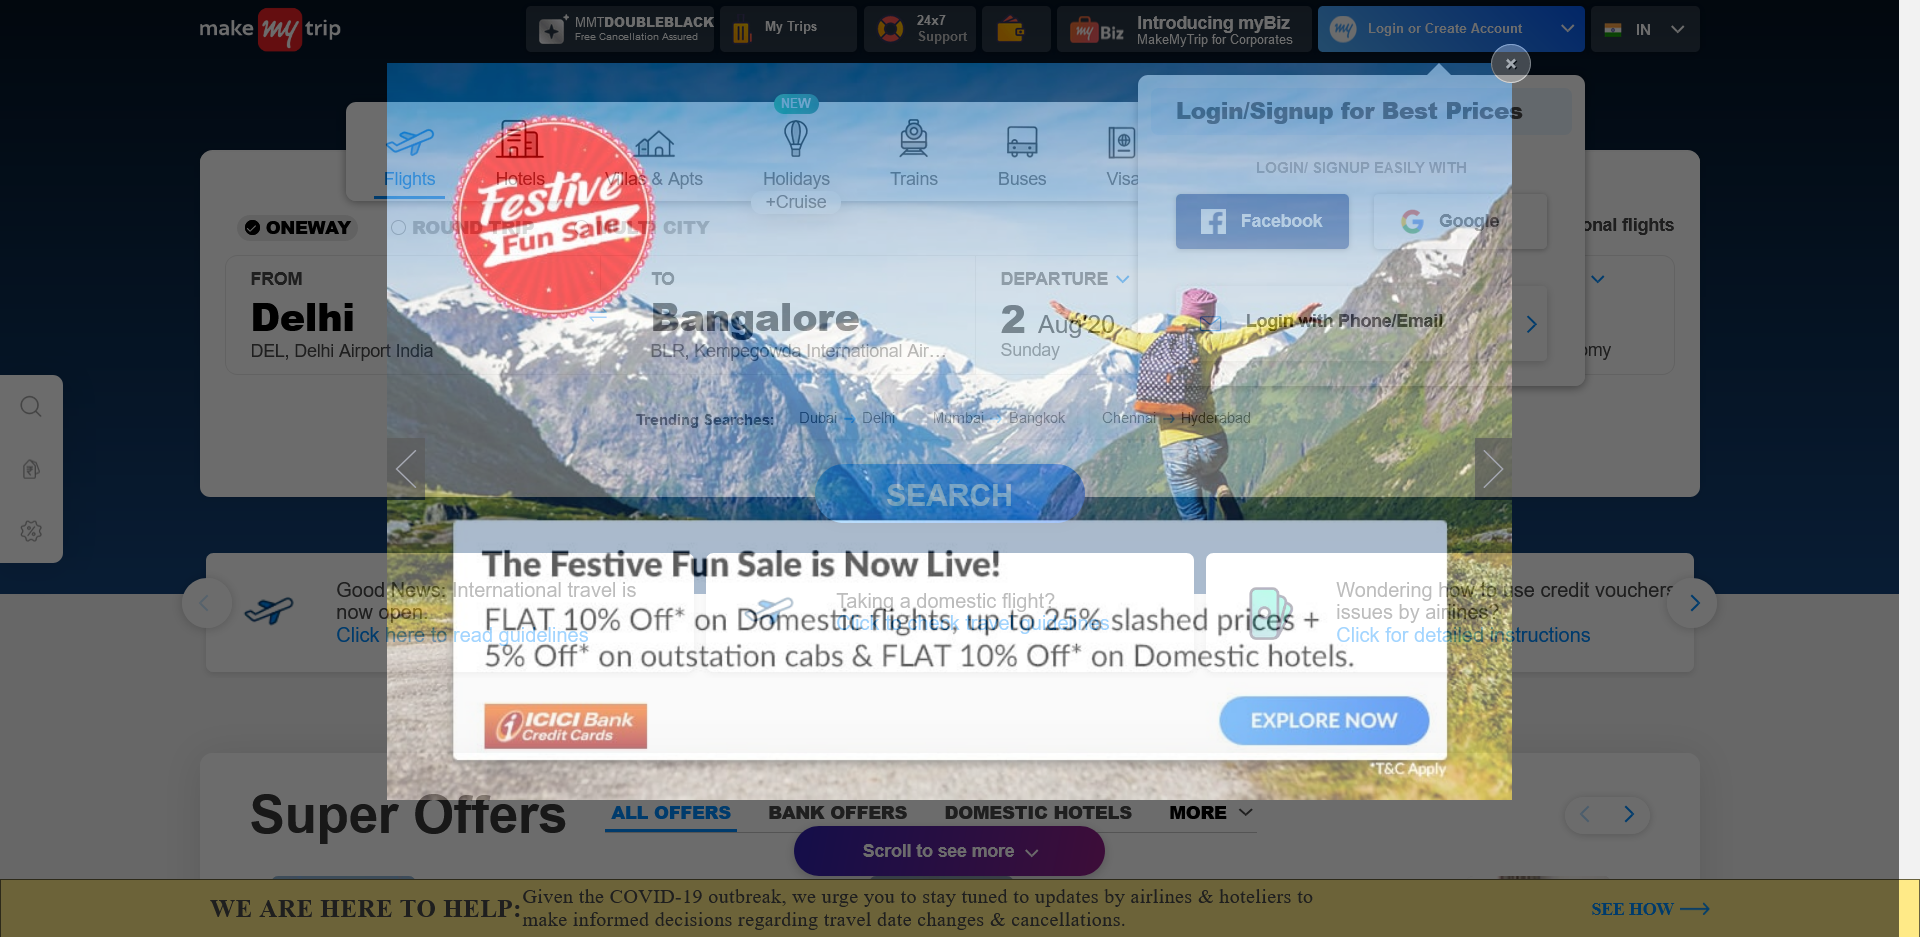 make my trip
MMTDOUBLEBLACK
Free Cancellation Assured
My Trips
24x7
Support
my Biz
Introducing myBiz
MakeMyTrip for Corporates
my
Login or Create Account
IN
×
NEW
Flights
Hotels
Villas & Apts
Holidays
+Cruise
Trains
Buses
Visa
Login/Signup for Best Prices
LOGIN/ SIGNUP EASILY WITH
Facebook
Google
Login with Phone/Email
Festive
Fun Sale
ONEWAY
ROUND TRIP
MULTI CITY
onal flights
FROM
Delhi
DEL, Delhi Airport India
TO
Bangalore
BLR, Kempegowda International Air...
DEPARTURE
2 Aug'20
Sunday
omy
Trending Searches:
Dubai → Delhi
Mumbai → Bangkok
Chennai → Hyderabad
SEARCH
The Festive Fun Sale is Now Live!
FLAT 10% Off* on Domestic flights, up to 25% slashed prices +
5% Off* on outstation cabs & FLAT 10% Off* on Domestic hotels.
ICICI Bank
Credit Cards
EXPLORE NOW
*T&C Apply
Good News: International travel is
now open.
Click here to read guidelines
Taking a domestic flight?
Click to check travel guidelines
Wondering how to use credit vouchers
issues by airlines?
Click for detailed instructions
Super Offers
ALL OFFERS
BANK OFFERS
DOMESTIC HOTELS
MORE
Scroll to see more
WE ARE HERE TO HELP:
Given the COVID-19 outbreak, we urge you to stay tuned to updates by airlines & hoteliers to
make informed decisions regarding travel date changes & cancellations.
SEE HOW